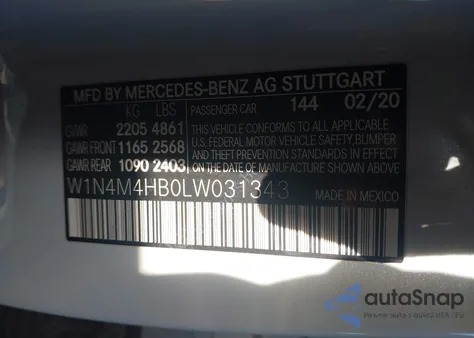 MFD BY MERCEDES-BENZ AG STUTTGART
KG LBS
PASSENGER CAR 144 02/20
GVWR 2205 4861
THIS VEHICLE CONFORMS TO ALL APPLICABLE
GAWR FRONT 1165 2568
U.S. FEDERAL MOTOR VEHICLE SAFETY, BUMPER
AND THEFT PREVENTION STANDARDS IN EFFECT
GAWR REAR 1090 2403
ON THE DATE OF MANUFACTURE SHOWN ABOVE.
W1N4M4HB0LW031343
MADE IN MEXICO
autoSnap